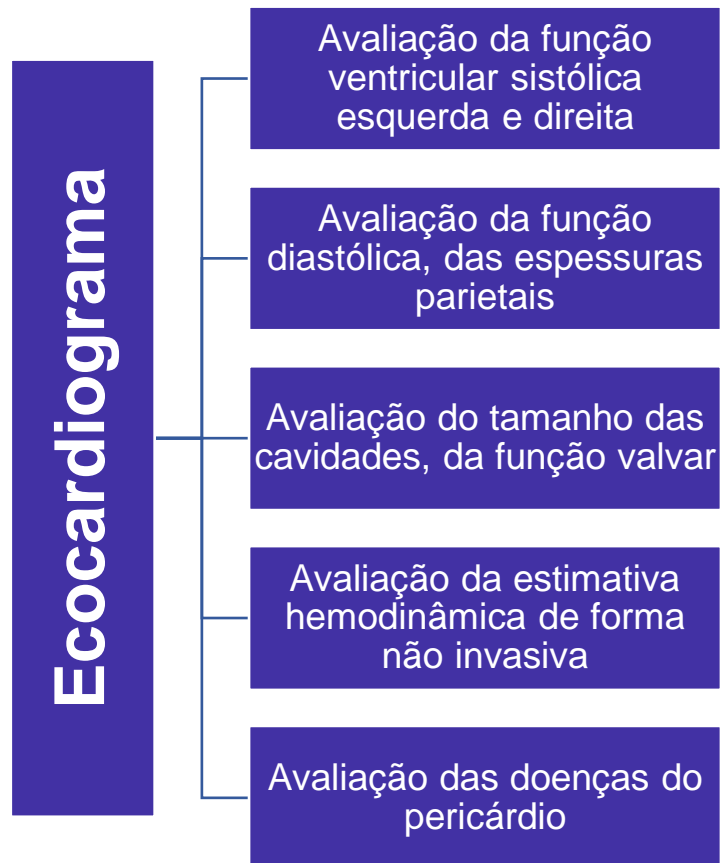 Ecocardiograma
Avaliação da função
ventricular sistólica
esquerda e direita
Avaliação da função
diastólica, das espessuras
parietais
Avaliação do tamanho das
cavidades, da função valvar
Avaliação da estimativa
hemodinâmica de forma
não invasiva
Avaliação das doenças do
pericárdio